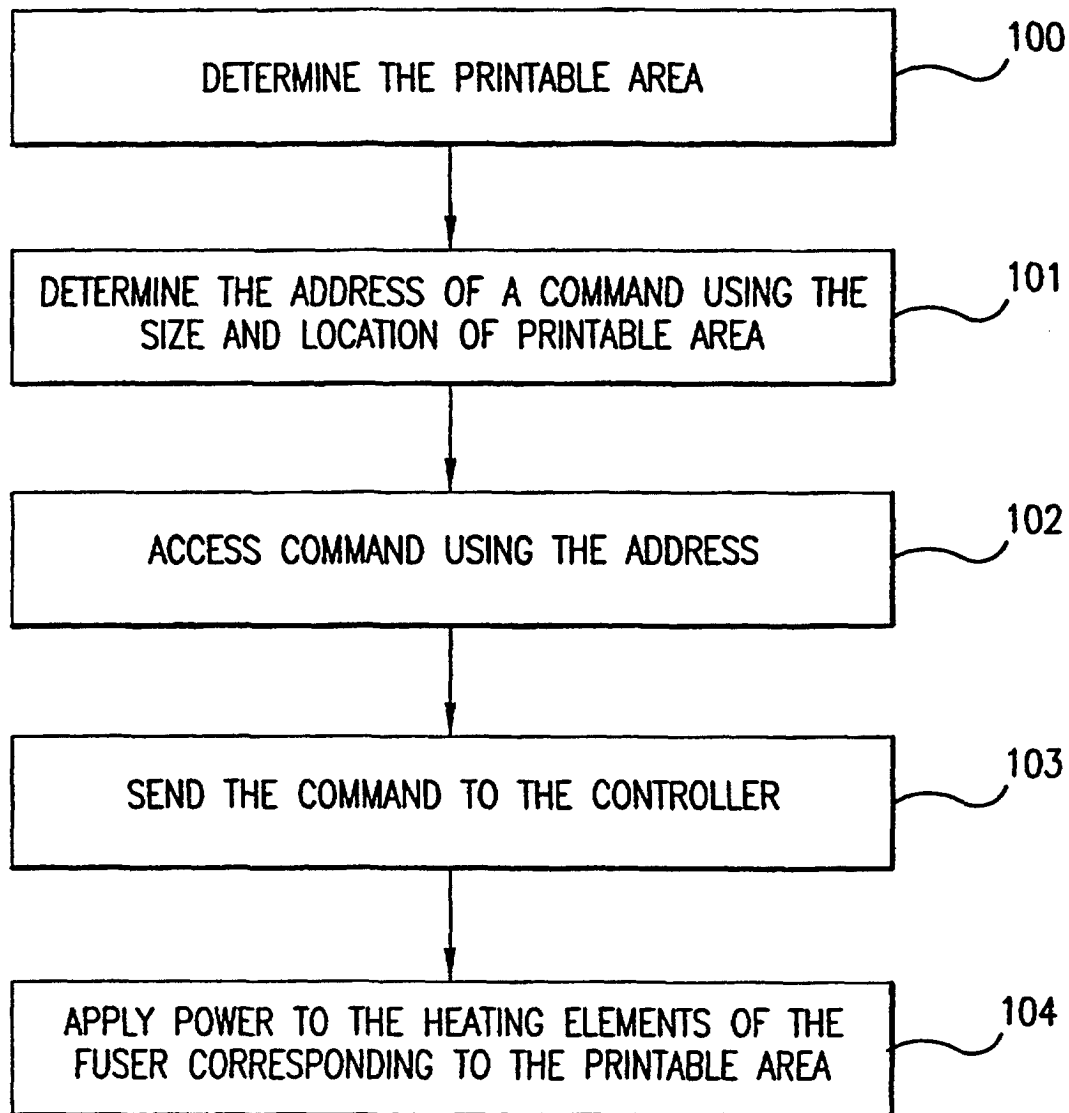 DETERMINE THE PRINTABLE AREA
100
DETERMINE THE ADDRESS OF A COMMAND USING THE
SIZE AND LOCATION OF PRINTABLE AREA
101
ACCESS COMMAND USING THE ADDRESS
102
SEND THE COMMAND TO THE CONTROLLER
103
APPLY POWER TO THE HEATING ELEMENTS OF THE
FUSER CORRESPONDING TO THE PRINTABLE AREA
104